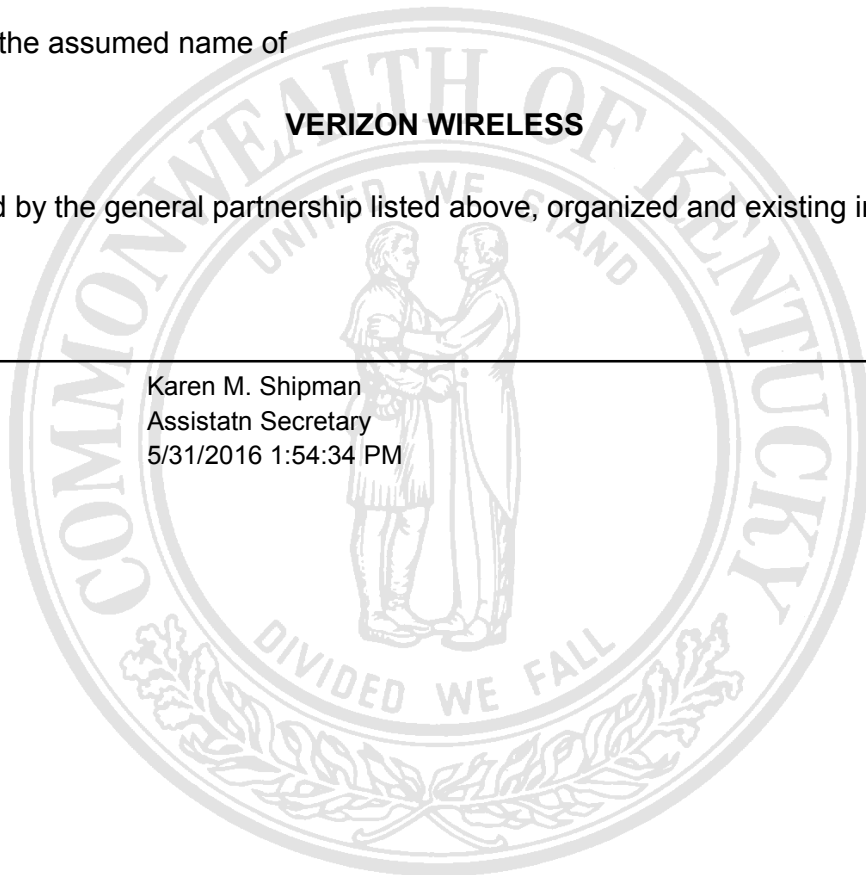 the assumed name of
VERIZON WIRELESS
by the general partnership listed above, organized and existing
Karen M. Shipman
Assistatn Secretary
5/31/2016 1:54:34 PM
COMMONWEALTH OF KENTUCKY
UNITED WE STAND
DIVIDED WE FALL